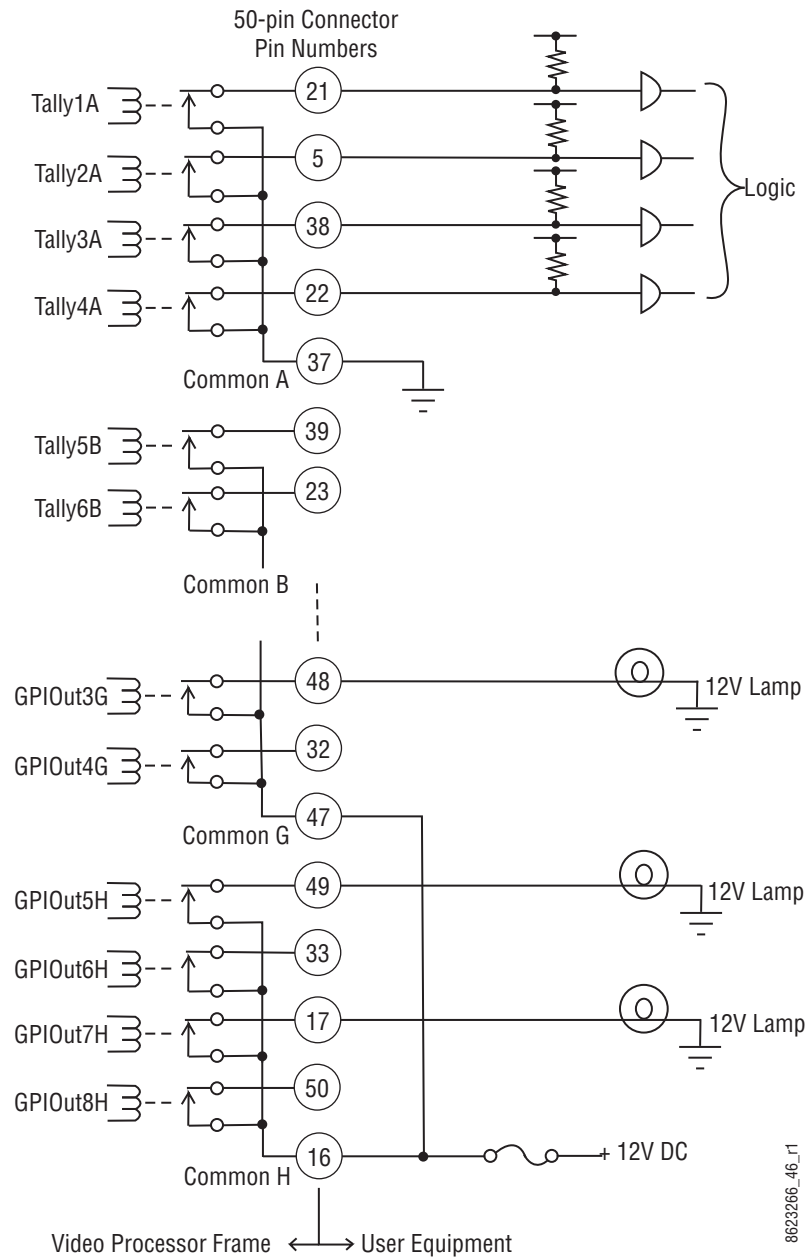 50-pin Connector
Pin Numbers
Tally1A
21
Tally2A
5
Logic
Tally3A
38
Tally4A
22
Common A
37
Tally5B
39
Tally6B
23
Common B
GPIOut3G
48
12V Lamp
GPIOut4G
32
Common G
47
GPIOut5H
49
12V Lamp
GPIOut6H
33
GPIOut7H
17
12V Lamp
GPIOut8H
50
Common H
16
+ 12V DC
Video Processor Frame
User Equipment
8623266_46_r1